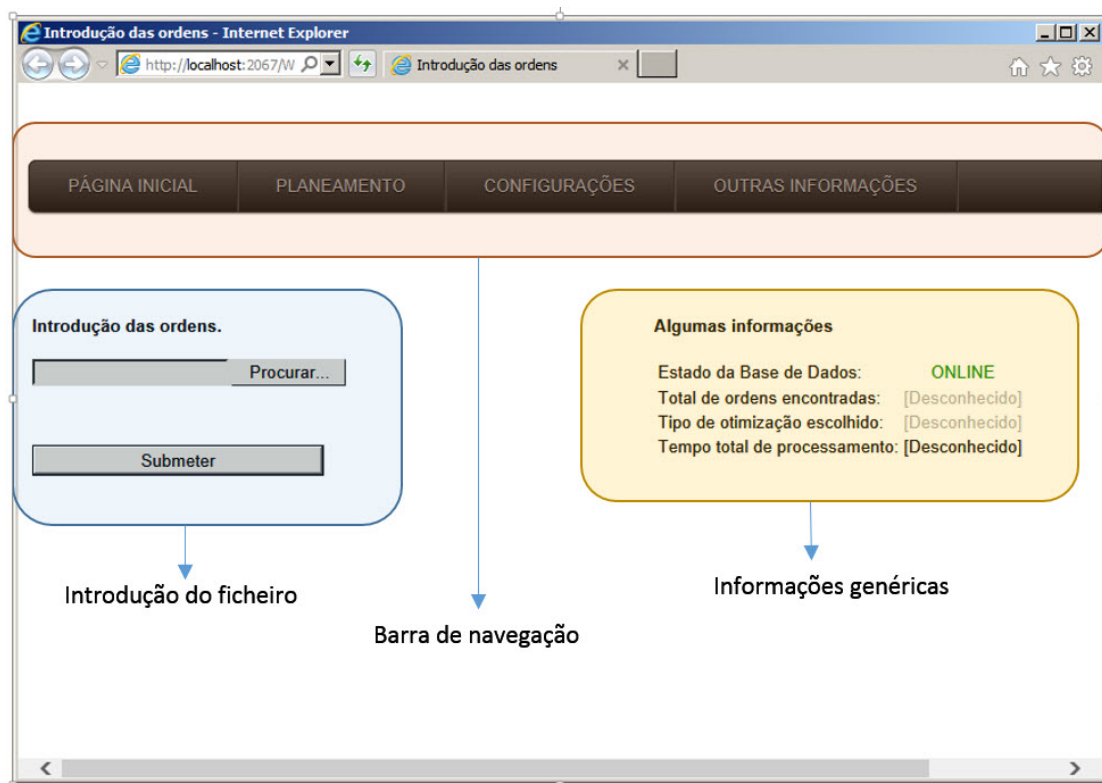 Introdução das ordens - Internet Explorer
http://localhost:2067/W
Introdução das ordens
PÁGINA INICIAL
PLANEAMENTO
CONFIGURAÇÕES
OUTRAS INFORMAÇÕES
Introdução das ordens.
Procurar...
Submeter
Algumas informações
Estado da Base de Dados: ONLINE
Total de ordens encontradas: [Desconhecido]
Tipo de otimização escolhido: [Desconhecido]
Tempo total de processamento: [Desconhecido]
Introdução do ficheiro
Informações genéricas
Barra de navegação